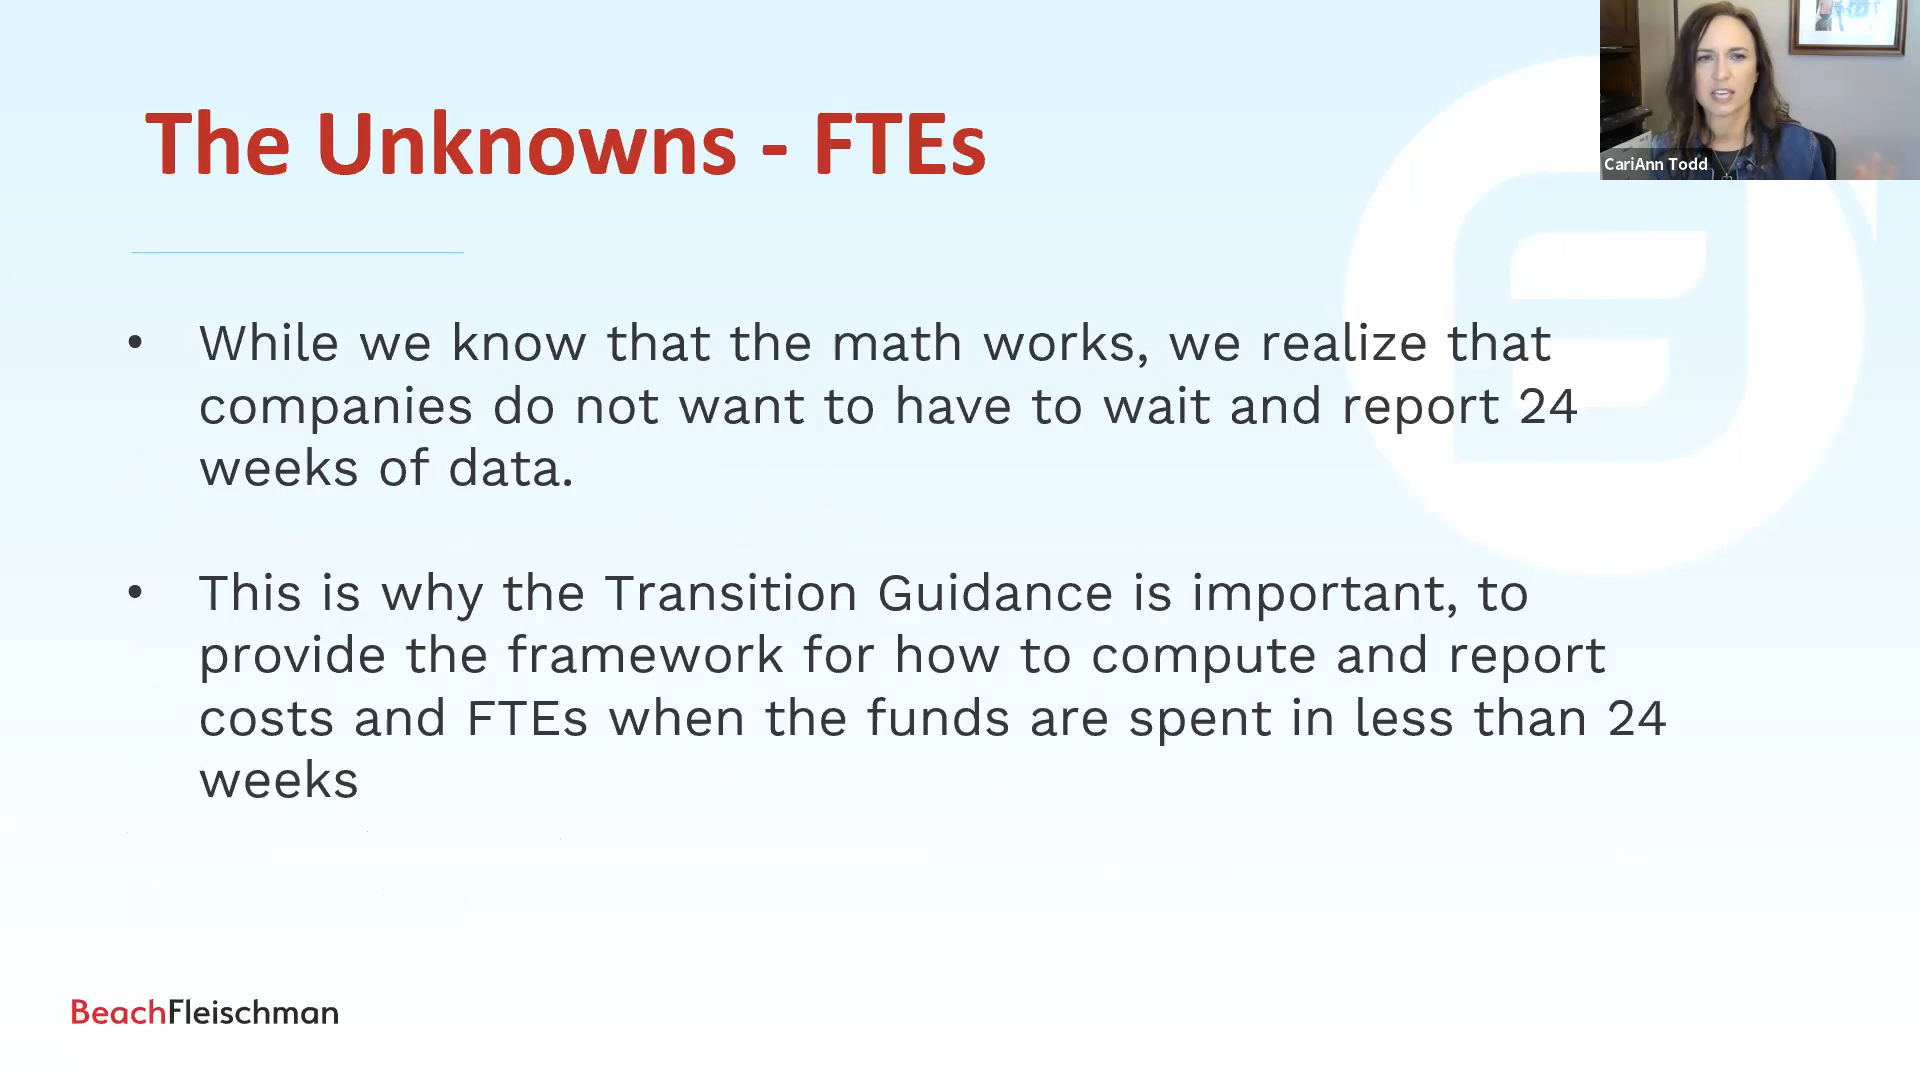 The Unknowns - FTEs
CariAnn Todd
• While we know that the math works, we realize that
companies do not want to have to wait and report 24
weeks of data.
• This is why the Transition Guidance is important, to
provide the framework for how to compute and report
costs and FTEs when the funds are spent in less than 24
weeks
BeachFleischman